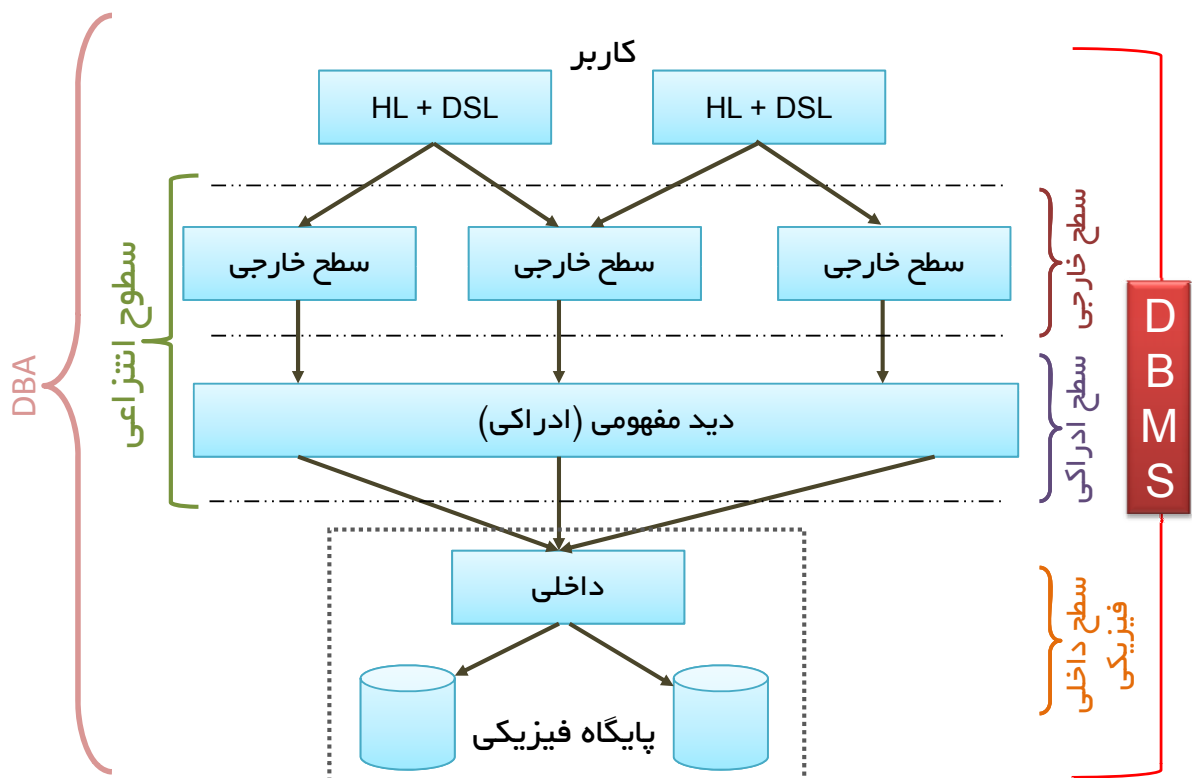 کاربر
HL + DSL
HL + DSL
سطح خارجی
سطح خارجی
سطح خارجی
دید مفهومی (ادراکی)
داخلی
پایگاه فیزیکی
DBA
سطوح انتزاعی
سطح خارجی
سطح ادراکی
سطح داخلی
فیزیکی
D
B
M
S